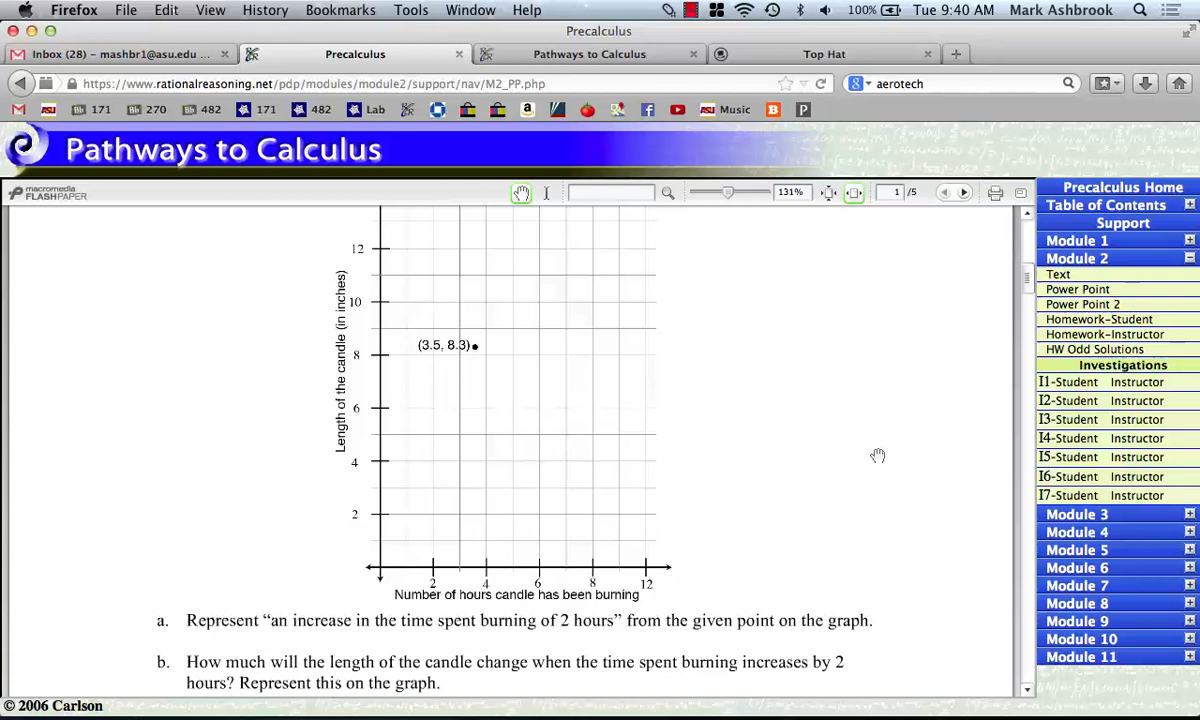 Firefox File Edit View History Bookmarks Tools Window Help 100% Tue 9:40 AM Mark Ashbrook
Precalculus
Inbox (28) - mashbr1@asu.edu ... Precalculus Pathways to Calculus Top Hat
https://www.rationalreasoning.net/pdp/modules/module2/support/nav/M2_PP.php aerotech
171 270 482 171 482 Lab Music
Pathways to Calculus
macromedia
FLASHPAPER
131% 1 /5
12
10
(3.5, 8.3)
8
6
4
2
2 4 6 8 12
Length of the candle (in inches)
Number of hours candle has been burning
a. Represent “an increase in the time spent burning of 2 hours” from the given point on the graph.
b. How much will the length of the candle change when the time spent burning increases by 2
hours? Represent this on the graph.
Precalculus Home
Table of Contents
Support
Module 1
Module 2
Text
Power Point
Power Point 2
Homework-Student
Homework-Instructor
HW Odd Solutions
Investigations
I1-Student Instructor
I2-Student Instructor
I3-Student Instructor
I4-Student Instructor
I5-Student Instructor
I6-Student Instructor
I7-Student Instructor
Module 3
Module 4
Module 5
Module 6
Module 7
Module 8
Module 9
Module 10
Module 11
© 2006 Carlson